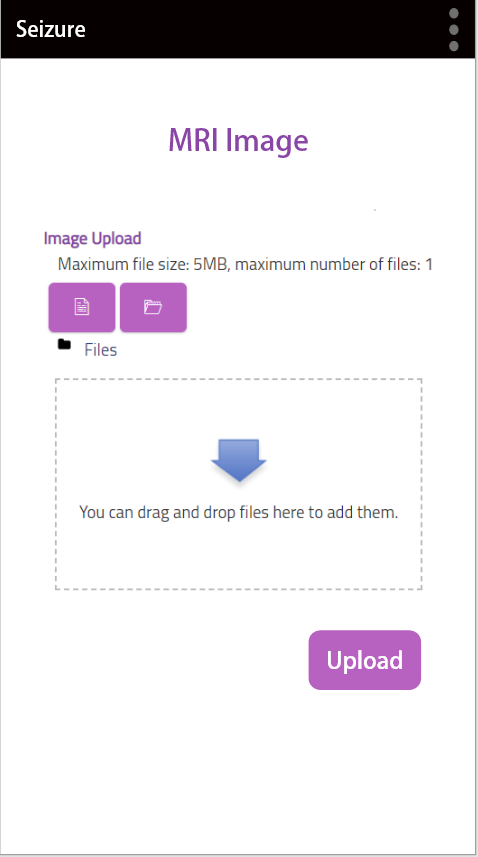 Seizure
MRI Image
Image Upload
Maximum file size: 5MB, maximum number of files: 1
Files
You can drag and drop files here to add them.
Upload